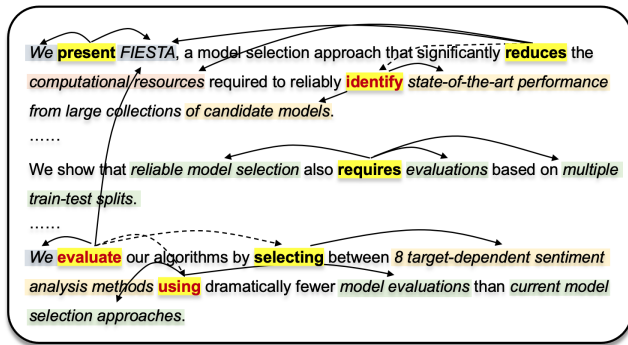 We present FIESTA, a model selection approach that significantly reduces the
computational resources required to reliably identify state-of-the-art performance
from large collections of candidate models.
......
We show that reliable model selection also requires evaluations based on multiple
train-test splits.
......
We evaluate our algorithms by selecting between 8 target-dependent sentiment
analysis methods using dramatically fewer model evaluations than current model
selection approaches.